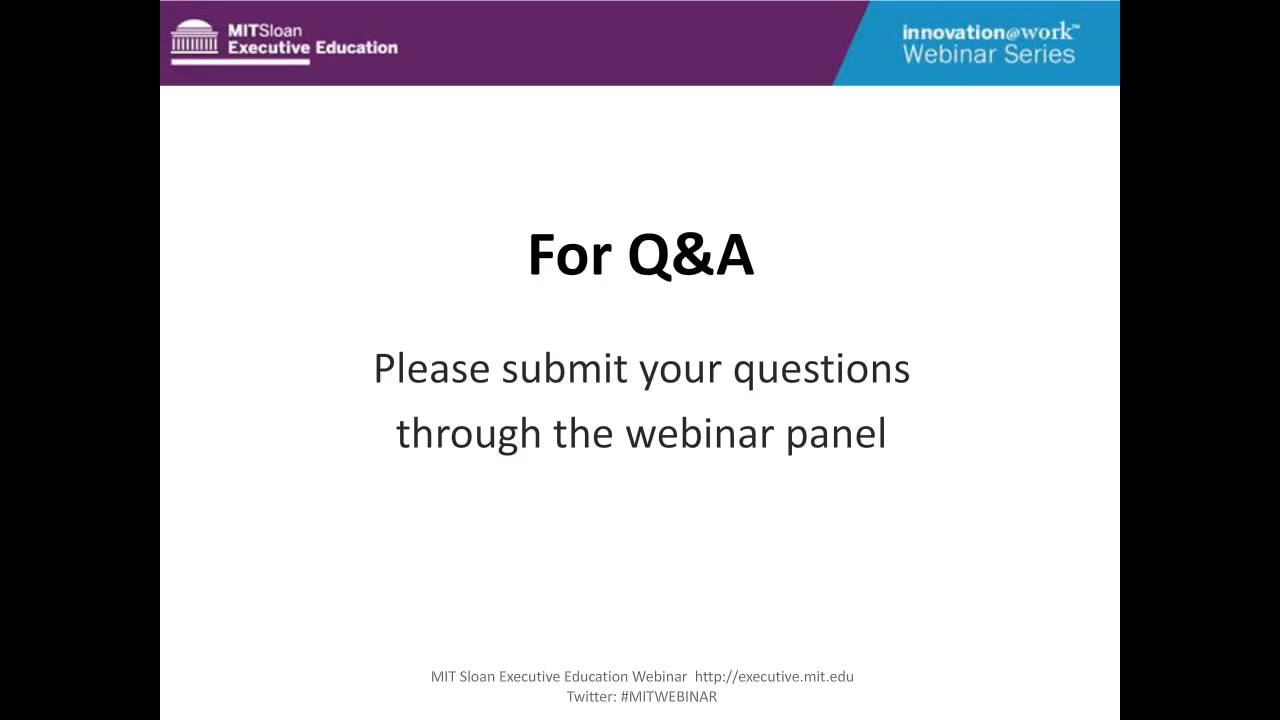 MITSloan
Executive Education
innovation@work™
Webinar Series
For Q&A
Please submit your questions
through the webinar panel
MIT Sloan Executive Education Webinar  http://executive.mit.edu
Twitter: #MITWEBINAR